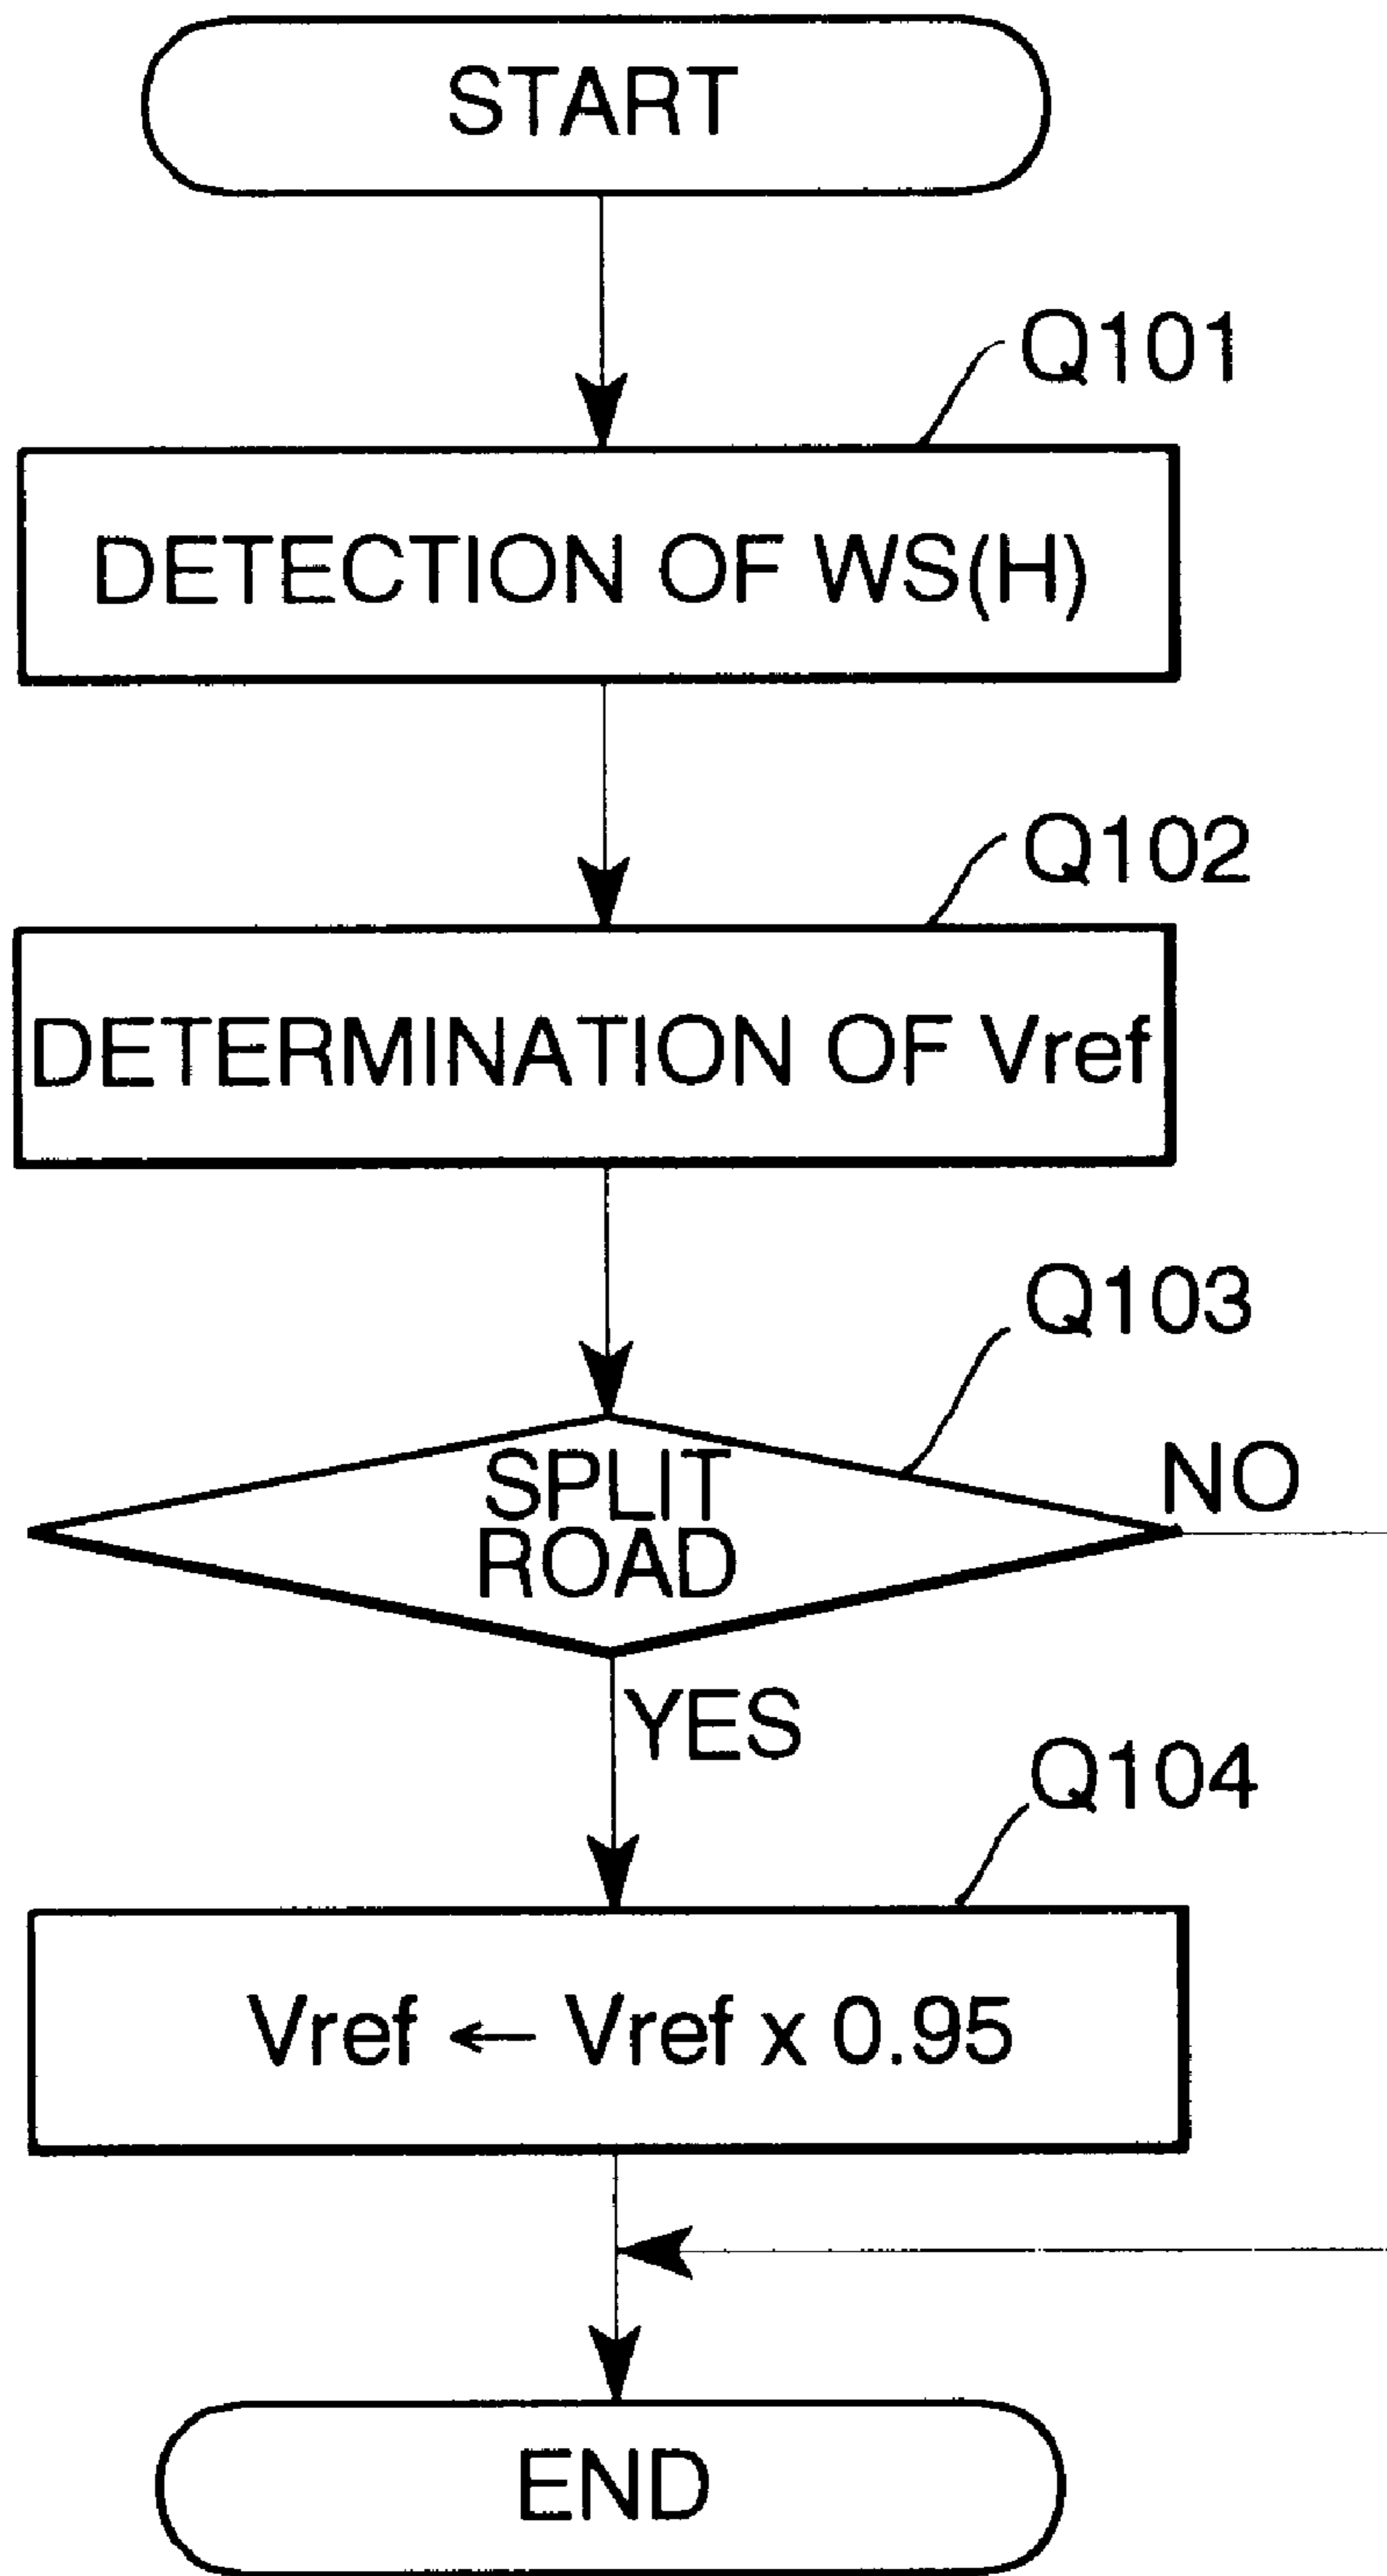 START
Q101
DETECTION OF WS(H)
Q102
DETERMINATION OF Vref
Q103
SPLIT
ROAD
NO
YES
Q104
Vref ← Vref x 0.95
END